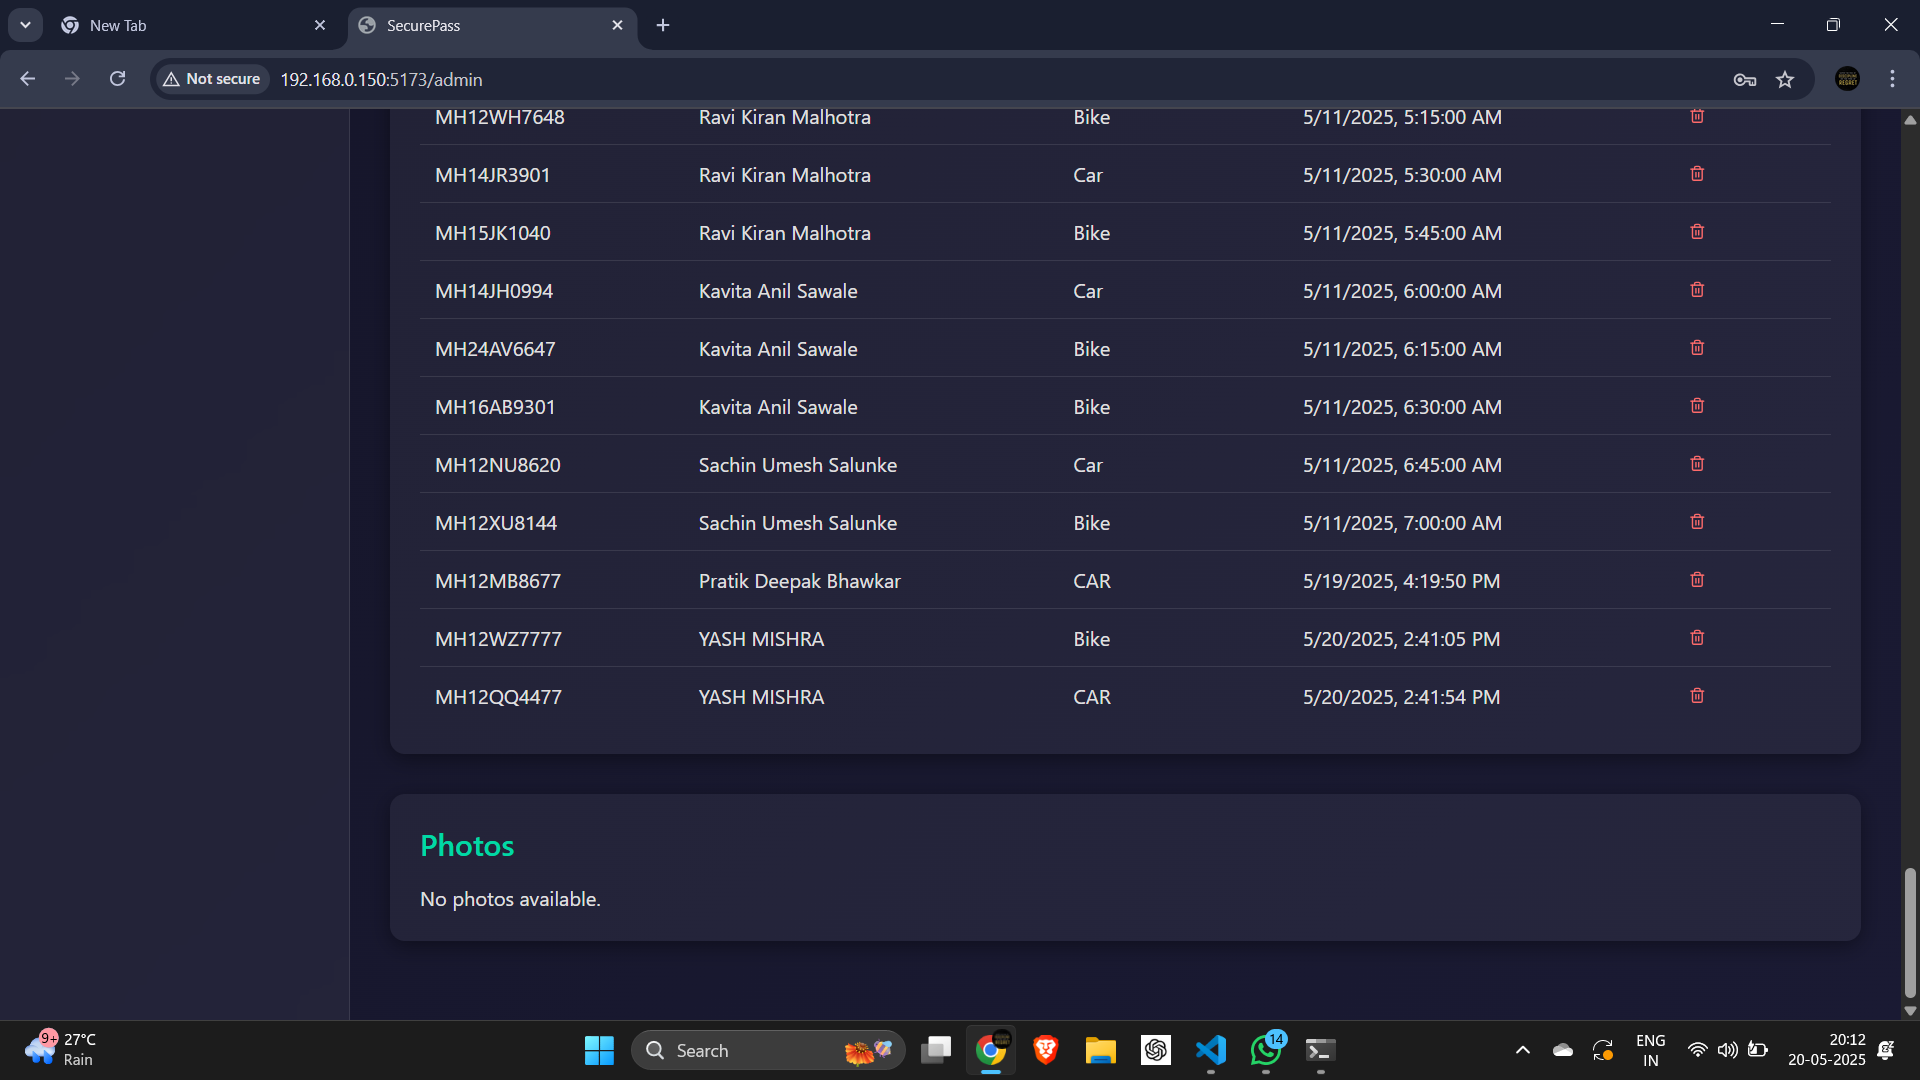 New Tab
SecurePass
Not secure
192.168.0.150:5173/admin
MH12WH7648 Ravi Kiran Malhotra Bike 5/11/2025, 5:15:00 AM
MH14JR3901 Ravi Kiran Malhotra Car 5/11/2025, 5:30:00 AM
MH15JK1040 Ravi Kiran Malhotra Bike 5/11/2025, 5:45:00 AM
MH14JH0994 Kavita Anil Sawale Car 5/11/2025, 6:00:00 AM
MH24AV6647 Kavita Anil Sawale Bike 5/11/2025, 6:15:00 AM
MH16AB9301 Kavita Anil Sawale Bike 5/11/2025, 6:30:00 AM
MH12NU8620 Sachin Umesh Salunke Car 5/11/2025, 6:45:00 AM
MH12XU8144 Sachin Umesh Salunke Bike 5/11/2025, 7:00:00 AM
MH12MB8677 Pratik Deepak Bhawkar CAR 5/19/2025, 4:19:50 PM
MH12WZ7777 YASH MISHRA Bike 5/20/2025, 2:41:05 PM
MH12QQ4477 YASH MISHRA CAR 5/20/2025, 2:41:54 PM
Photos
No photos available.
9+
27°C
Rain
Search
14
ENG
IN
20:12
20-05-2025